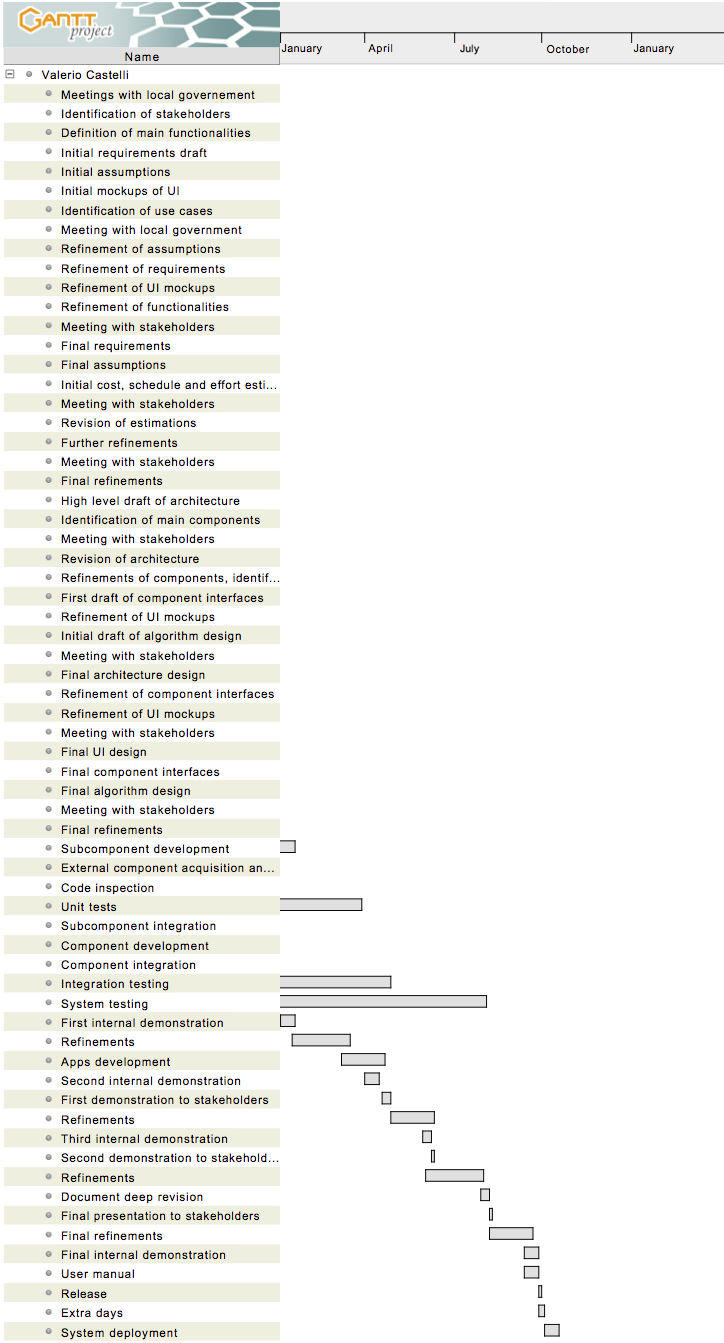 GANTT
project
Name
January April July October January
Valerio Castelli
Meetings with local governement
Identification of stakeholders
Definition of main functionalities
Initial requirements draft
Initial assumptions
Initial mockups of UI
Identification of use cases
Meeting with local government
Refinement of assumptions
Refinement of requirements
Refinement of UI mockups
Refinement of functionalities
Meeting with stakeholders
Final requirements
Final assumptions
Initial cost, schedule and effort esti...
Meeting with stakeholders
Revision of estimations
Further refinements
Meeting with stakeholders
Final refinements
High level draft of architecture
Identification of main components
Meeting with stakeholders
Revision of architecture
Refinements of components, identif...
First draft of component interfaces
Refinement of UI mockups
Initial draft of algorithm design
Meeting with stakeholders
Final architecture design
Refinement of component interfaces
Refinement of UI mockups
Meeting with stakeholders
Final UI design
Final component interfaces
Final algorithm design
Meeting with stakeholders
Final refinements
Subcomponent development
External component acquisition an...
Code inspection
Unit tests
Subcomponent integration
Component development
Component integration
Integration testing
System testing
First internal demonstration
Refinements
Apps development
Second internal demonstration
First demonstration to stakeholders
Refinements
Third internal demonstration
Second demonstration to stakehold...
Refinements
Document deep revision
Final presentation to stakeholders
Final refinements
Final internal demonstration
User manual
Release
Extra days
System deployment